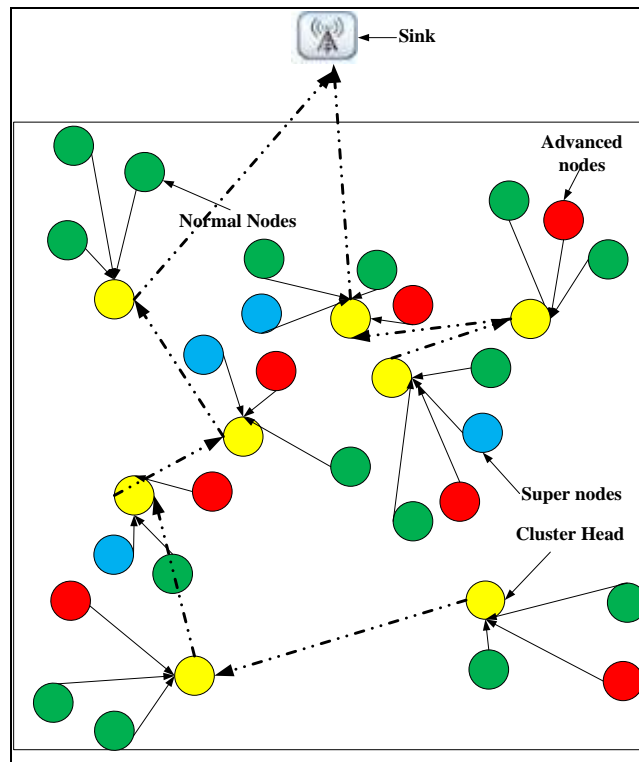 Sink
Advanced
nodes
Normal Nodes
Super nodes
Cluster Head